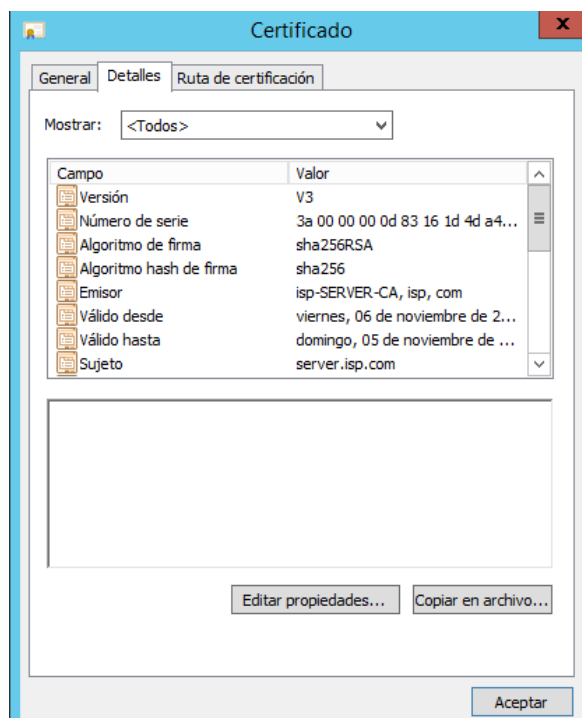 Certificado
x
General Detalles Ruta de certificación
Mostrar: <Todos>
Campo Valor
Versión V3
Número de serie 3a 00 00 00 0d 83 16 1d 4d a4...
Algoritmo de firma sha256RSA
Algoritmo hash de firma sha256
Emisor isp-SERVER-CA, isp, com
Válido desde viernes, 06 de noviembre de 2...
Válido hasta domingo, 05 de noviembre de ...
Sujeto server.isp.com
Editar propiedades... Copiar en archivo...
Aceptar